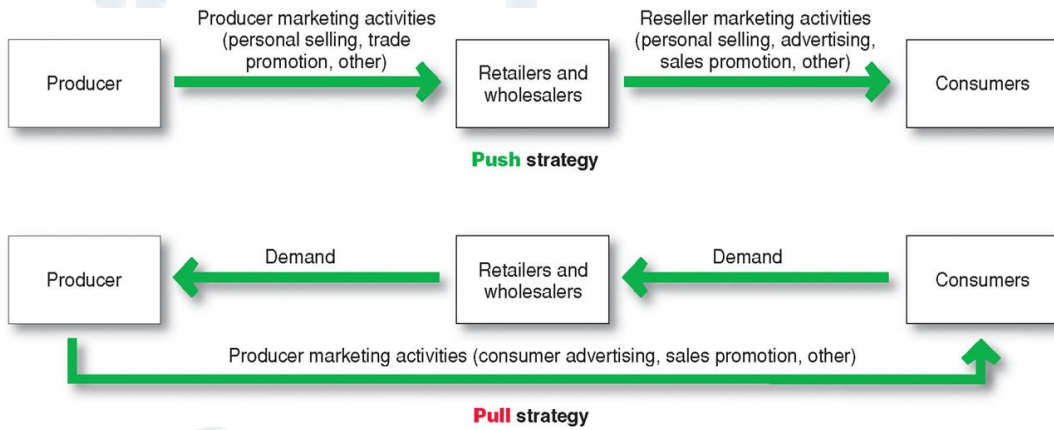 Producer marketing activities
(personal selling, trade
promotion, other)
Reseller marketing activities
(personal selling, advertising,
sales promotion, other)
Producer
Retailers and
wholesalers
Consumers
Push strategy
Producer
Demand
Retailers and
wholesalers
Demand
Consumers
Producer marketing activities (consumer advertising, sales promotion, other)
Pull strategy